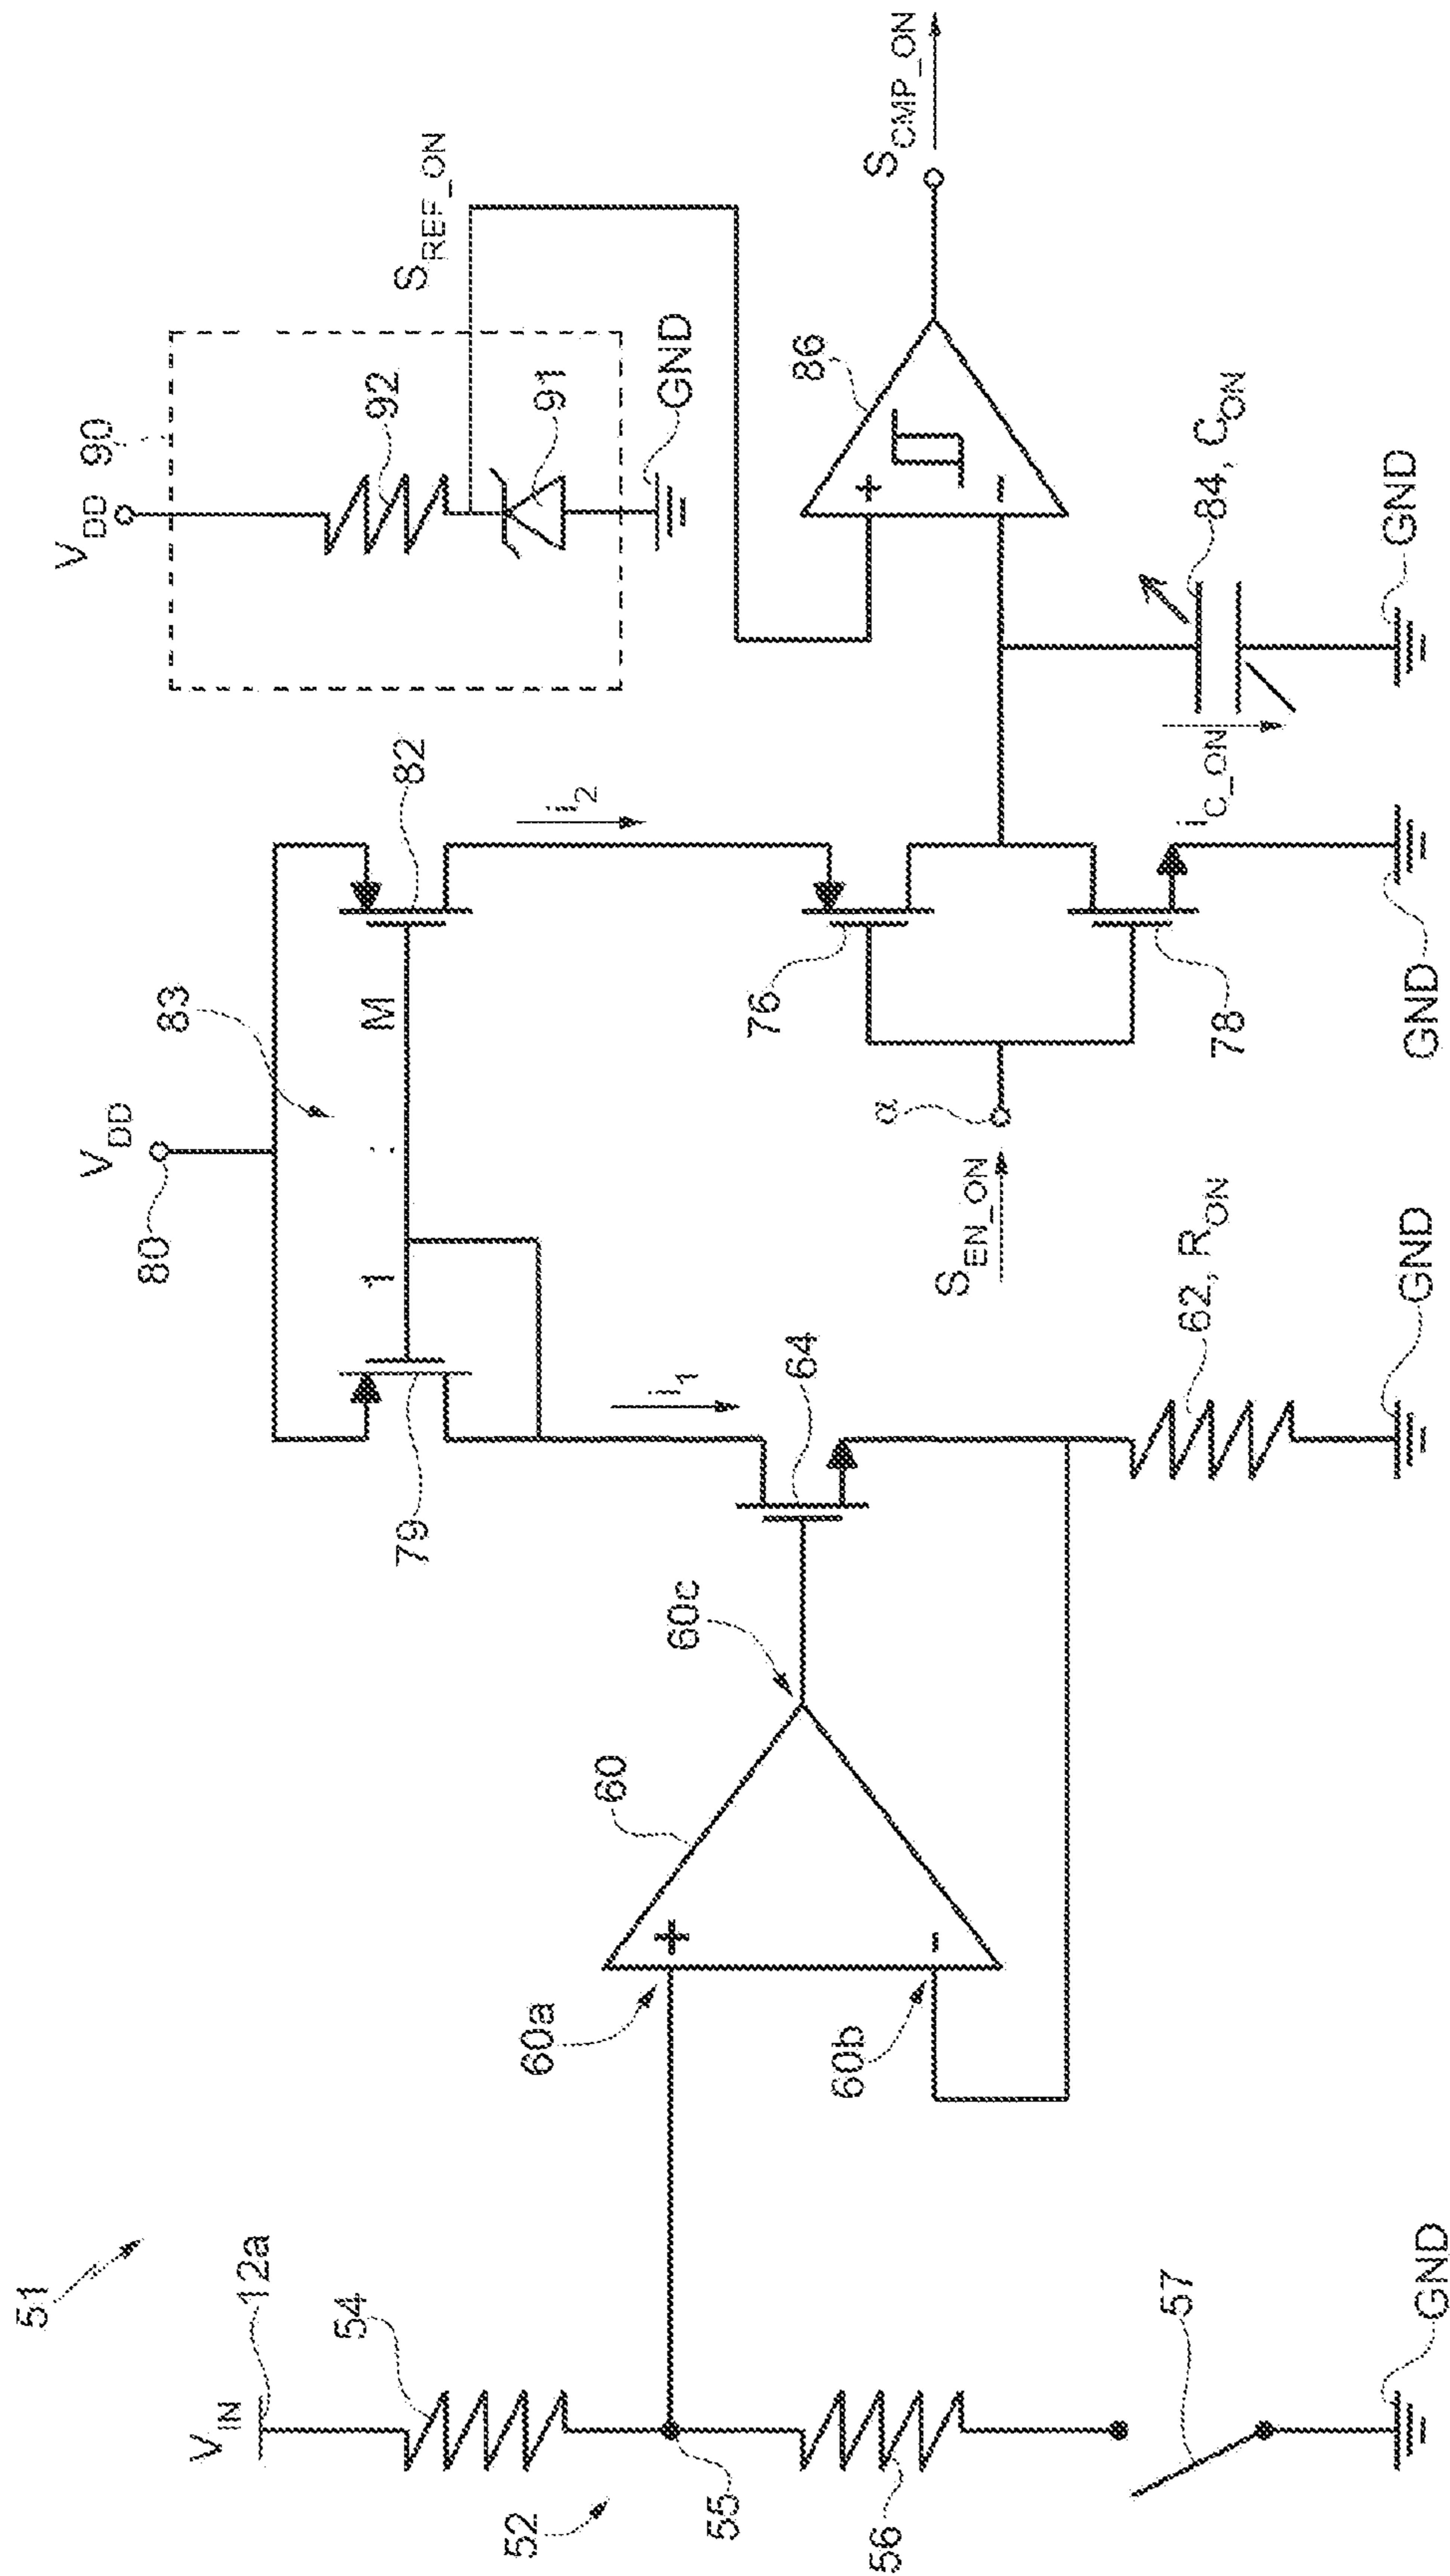 51
V_IN
12a
54
52
55
56
57
GND
60a
+
60
60b
-
60c
79
i_1
64
62, R_ON
GND
V_DD
80
83
1 : M
82
i_2
S_EN_ON
α
76
78
GND
i_C_ON
84, C_ON
GND
V_DD
90
92
91
GND
S_REF_ON
86
+
-
S_CMP_ON